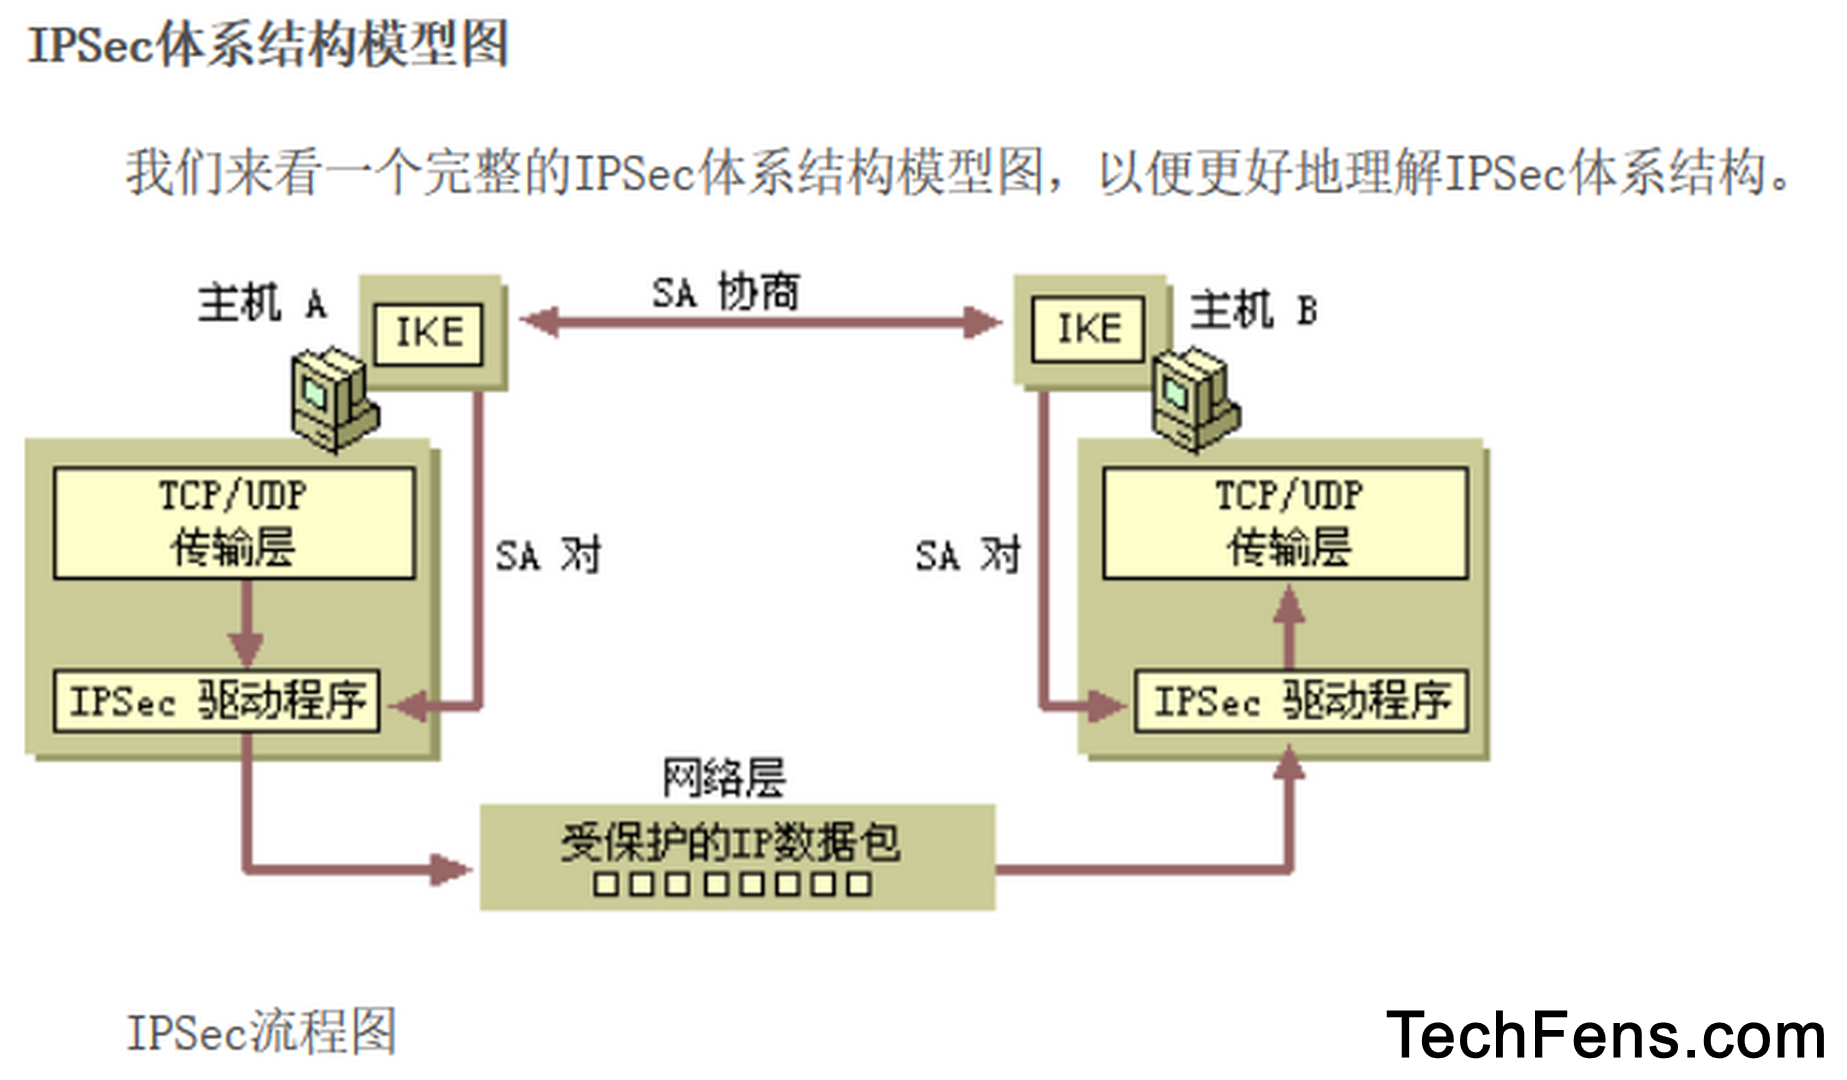 IPSec体系结构模型图
我们来看一个完整的IPSec体系结构模型图，以便更好地理解IPSec体系结构。
主机 A
IKE
SA 协商
IKE
主机 B
TCP/UDP
传输层
SA 对
SA 对
TCP/UDP
传输层
IPSec 驱动程序
IPSec 驱动程序
网络层
受保护的IP数据包
IPSec流程图
TechFens.com